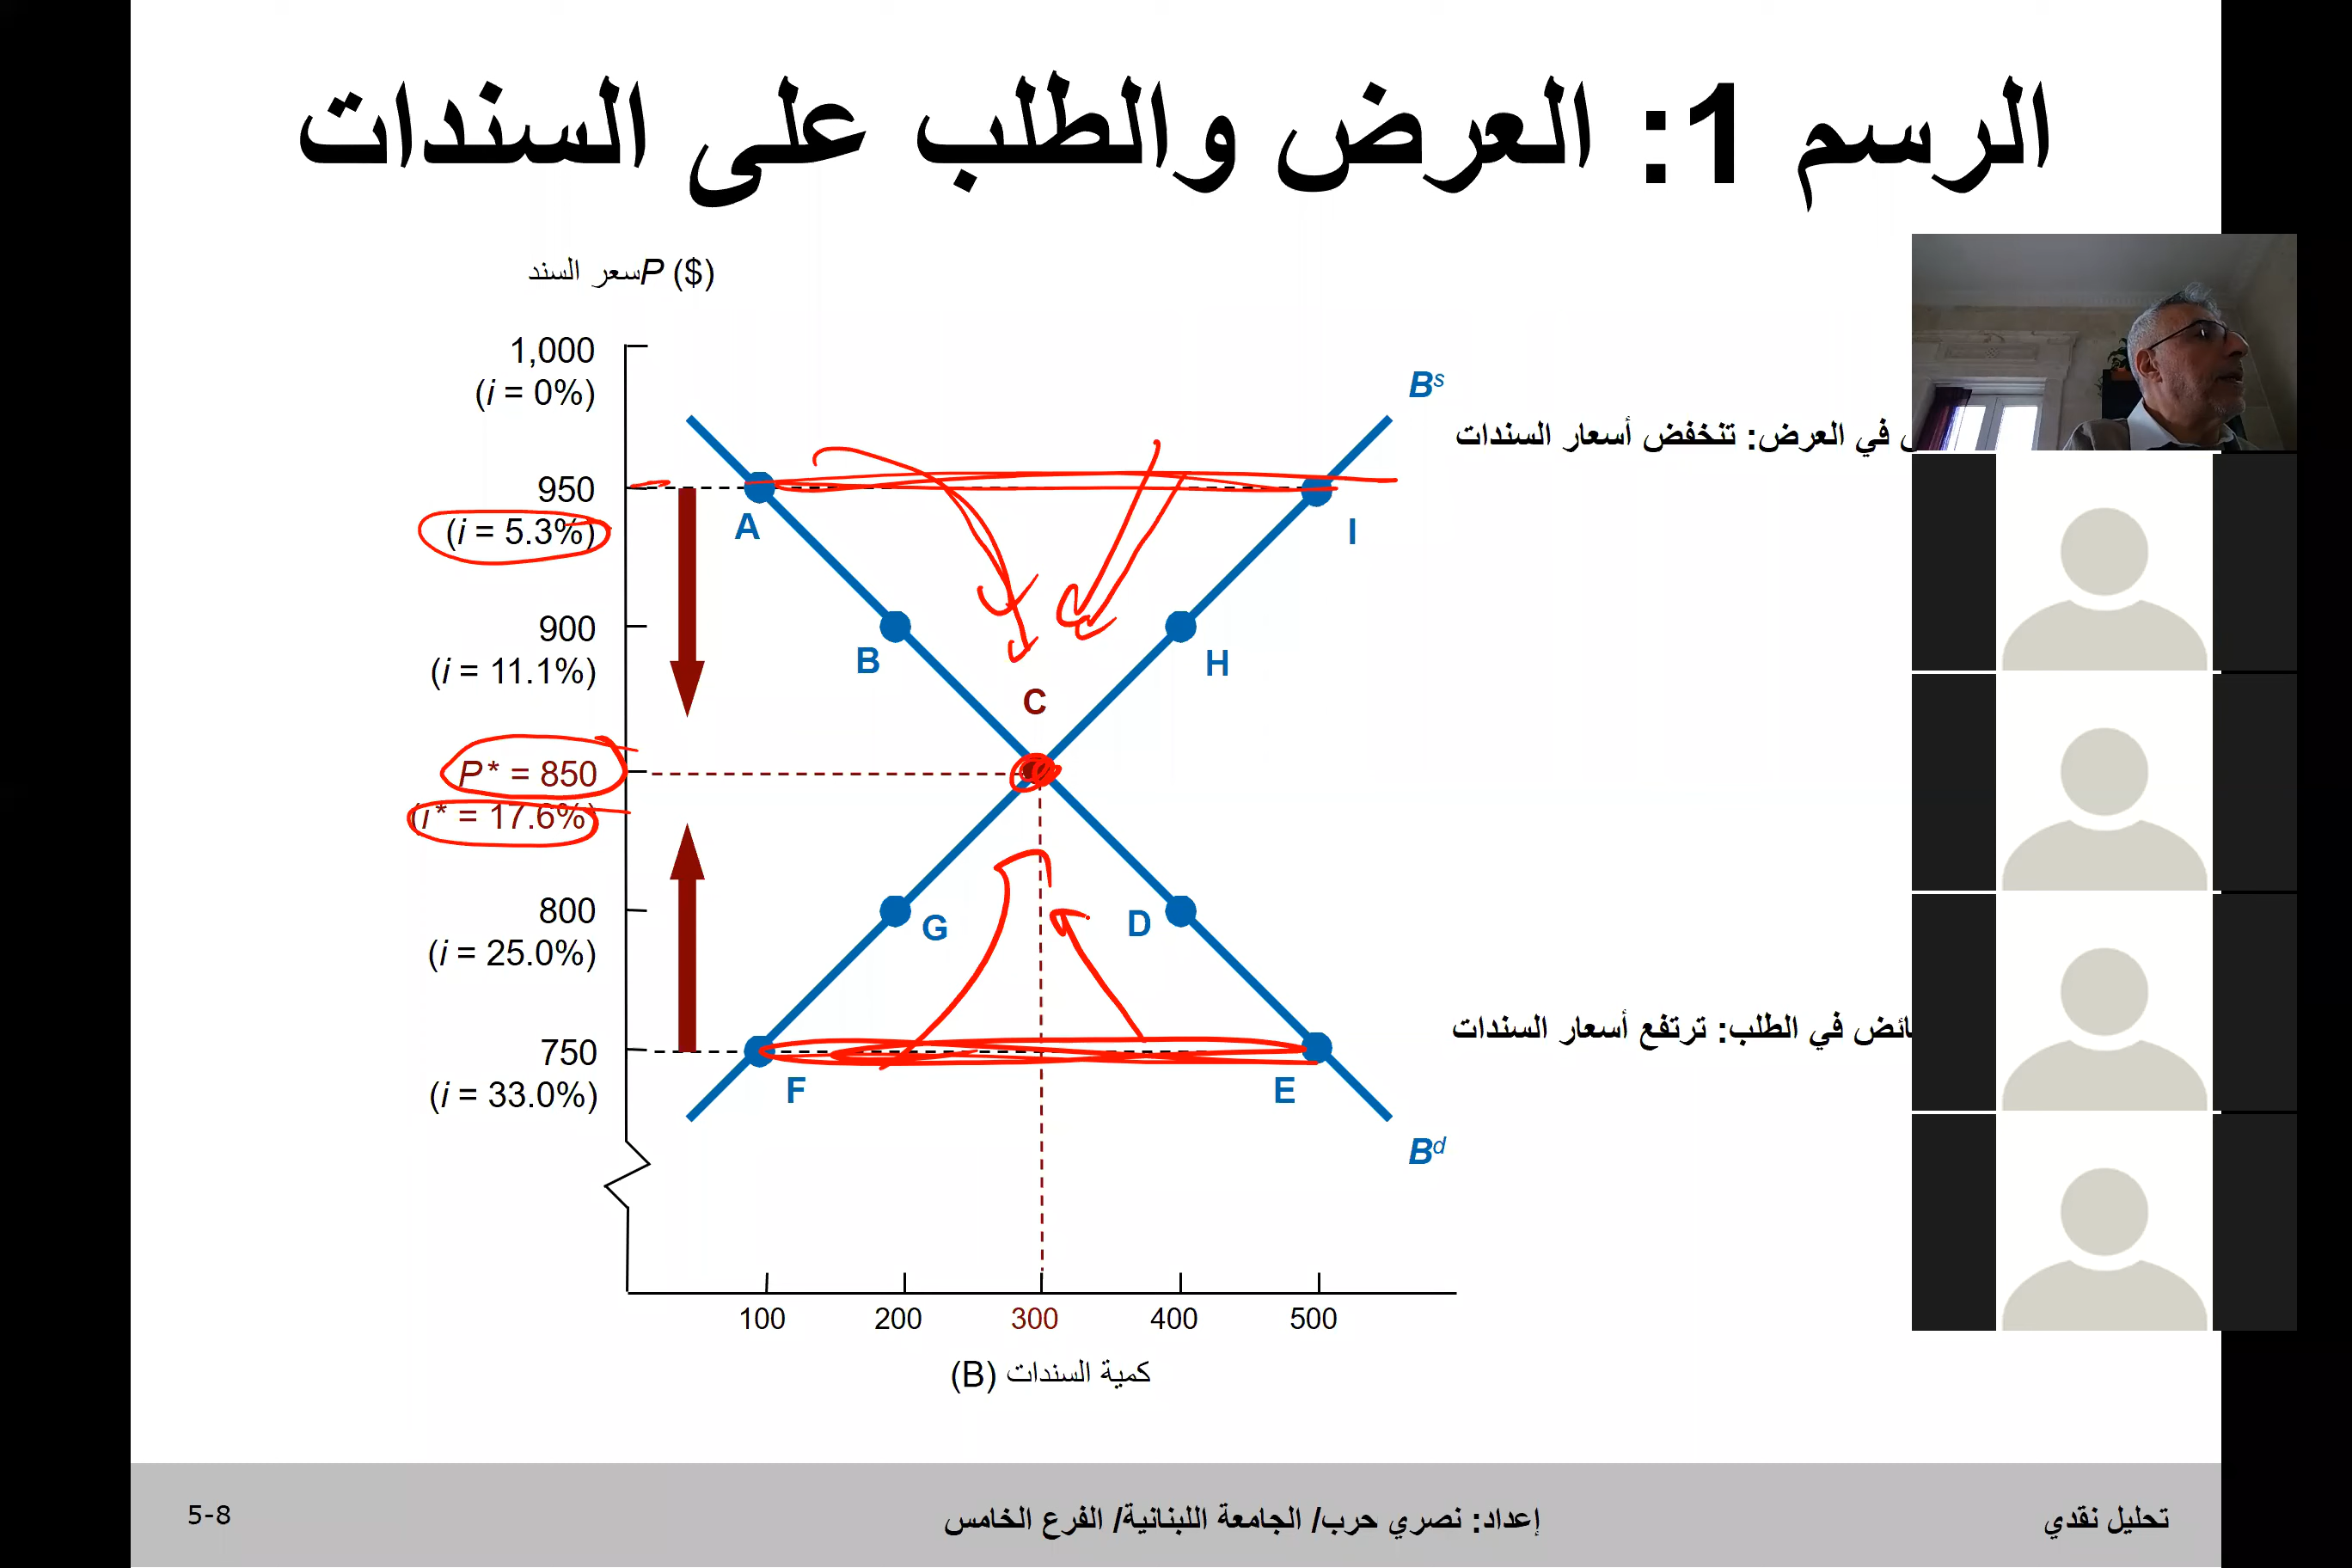 الرسم 1: العرض والطلب على السندات
سعر السند P ($)
1,000
(i = 0%)
950
(i = 5.3%)
900
(i = 11.1%)
P* = 850
(i* = 17.6%)
800
(i = 25.0%)
750
(i = 33.0%)
Bs
A
I
B
H
C
G
D
F
E
Bd
في العرض: تنخفض أسعار السندات
في الطلب: ترتفع أسعار السندات
100 200 300 400 500
كمية السندات (B)
5-8
إعداد: نصري حرب/ الجامعة اللبنانية/ الفرع الخامس
تحليل نقدي